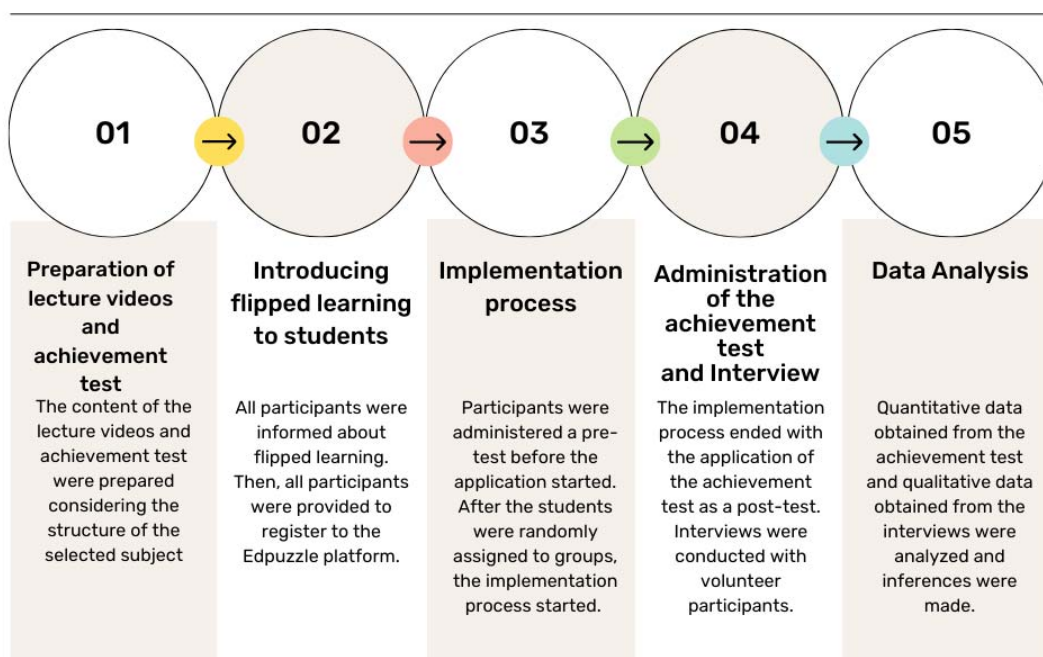 01
02
03
04
05
Preparation of
lecture videos
and
achievement
test
The content of the
lecture videos and
achievement test
were prepared
considering the
structure of the
selected subject
Introducing
flipped learning
to students
All participants were
informed about
flipped learning.
Then, all participants
were provided to
register to the
Edpuzzle platform.
Implementation
process
Participants were
administered a pre-
test before the
application started.
After the students
were randomly
assigned to groups,
the implementation
process started.
Administration
of the
achievement
test
and Interview
The implementation
process ended with
the application of
the achievement
test as a post-test.
Interviews were
conducted with
volunteer
participants.
Data Analysis
Quantitative data
obtained from the
achievement test
and qualitative data
obtained from the
interviews were
analyzed and
inferences were
made.